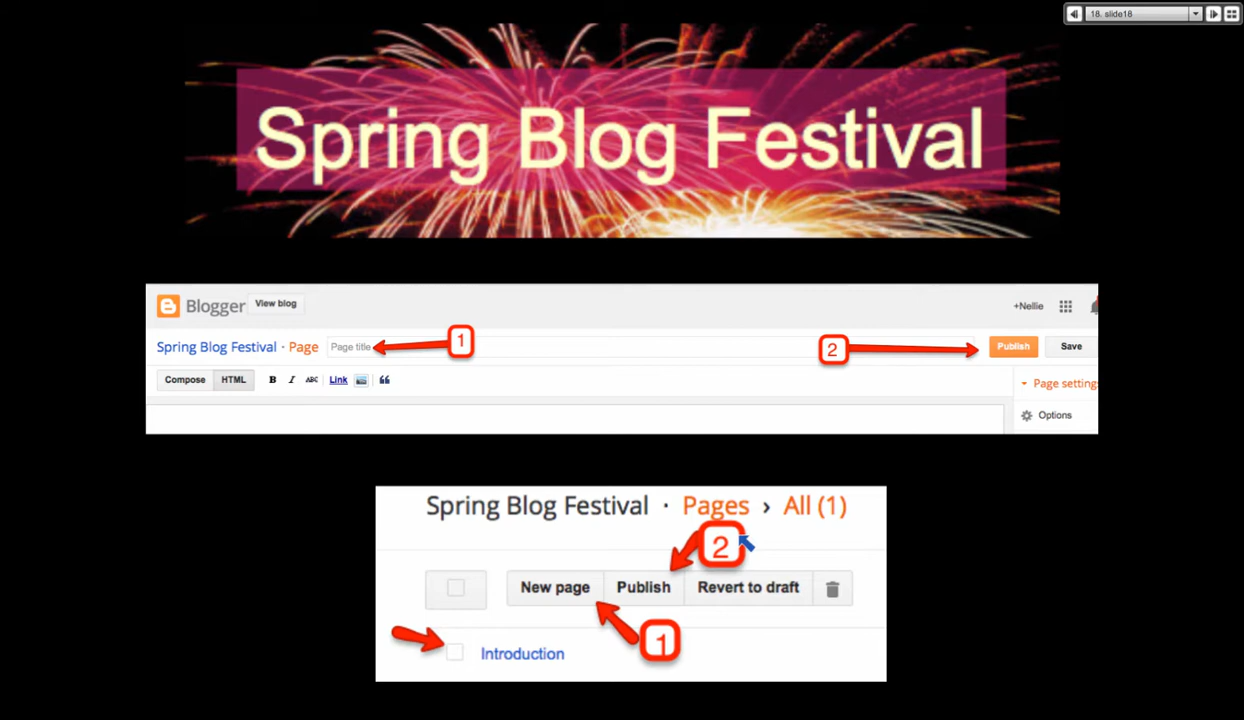 18. slide18
Spring Blog Festival
Blogger View blog +Nellie
Spring Blog Festival · Page Page title 1 2 Publish Save
Compose HTML B I ABC Link Page settings
Options
Spring Blog Festival · Pages › All (1)
2
New page Publish Revert to draft
1
Introduction